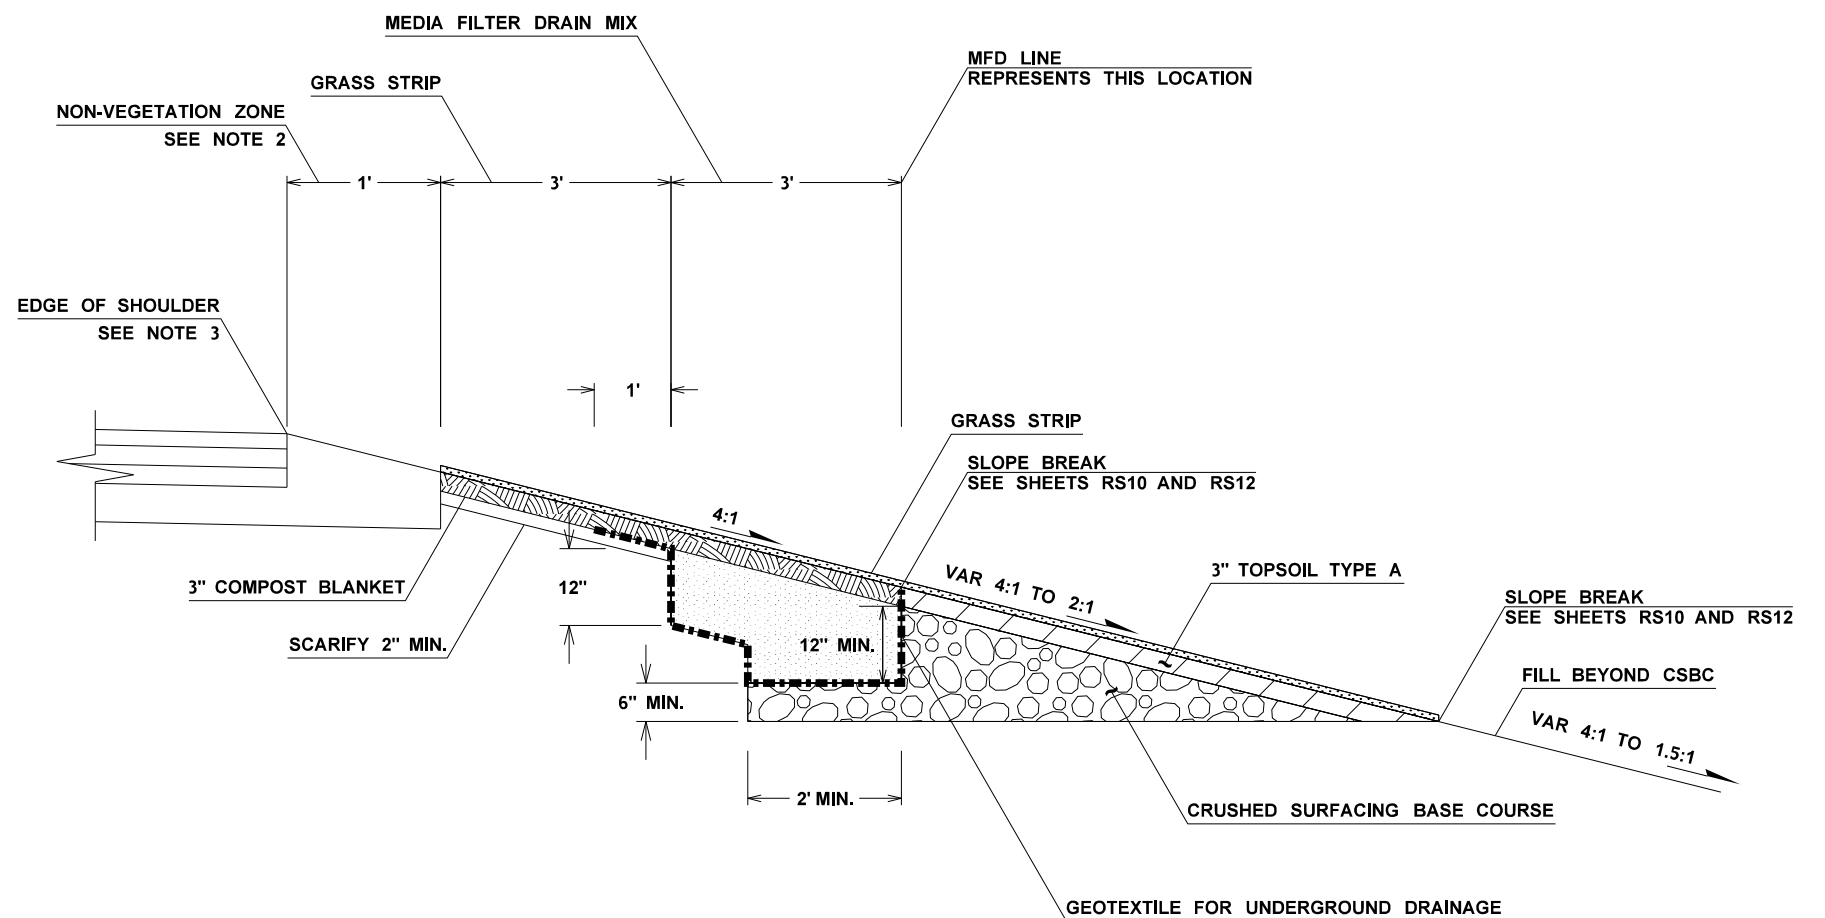 MEDIA FILTER DRAIN MIX
MFD LINE
REPRESENTS THIS LOCATION
GRASS STRIP
NON-VEGETATION ZONE
SEE NOTE 2
1'
3'
3'
EDGE OF SHOULDER
SEE NOTE 3
1'
GRASS STRIP
SLOPE BREAK
SEE SHEETS RS10 AND RS12
4:1
VAR 4:1 TO 2:1
3" TOPSOIL TYPE A
3" COMPOST BLANKET
12"
SLOPE BREAK
SEE SHEETS RS10 AND RS12
SCARIFY 2" MIN.
12" MIN.
FILL BEYOND CSBC
6" MIN.
VAR 4:1 TO 1.5:1
2' MIN.
CRUSHED SURFACING BASE COURSE
GEOTEXTILE FOR UNDERGROUND DRAINAGE